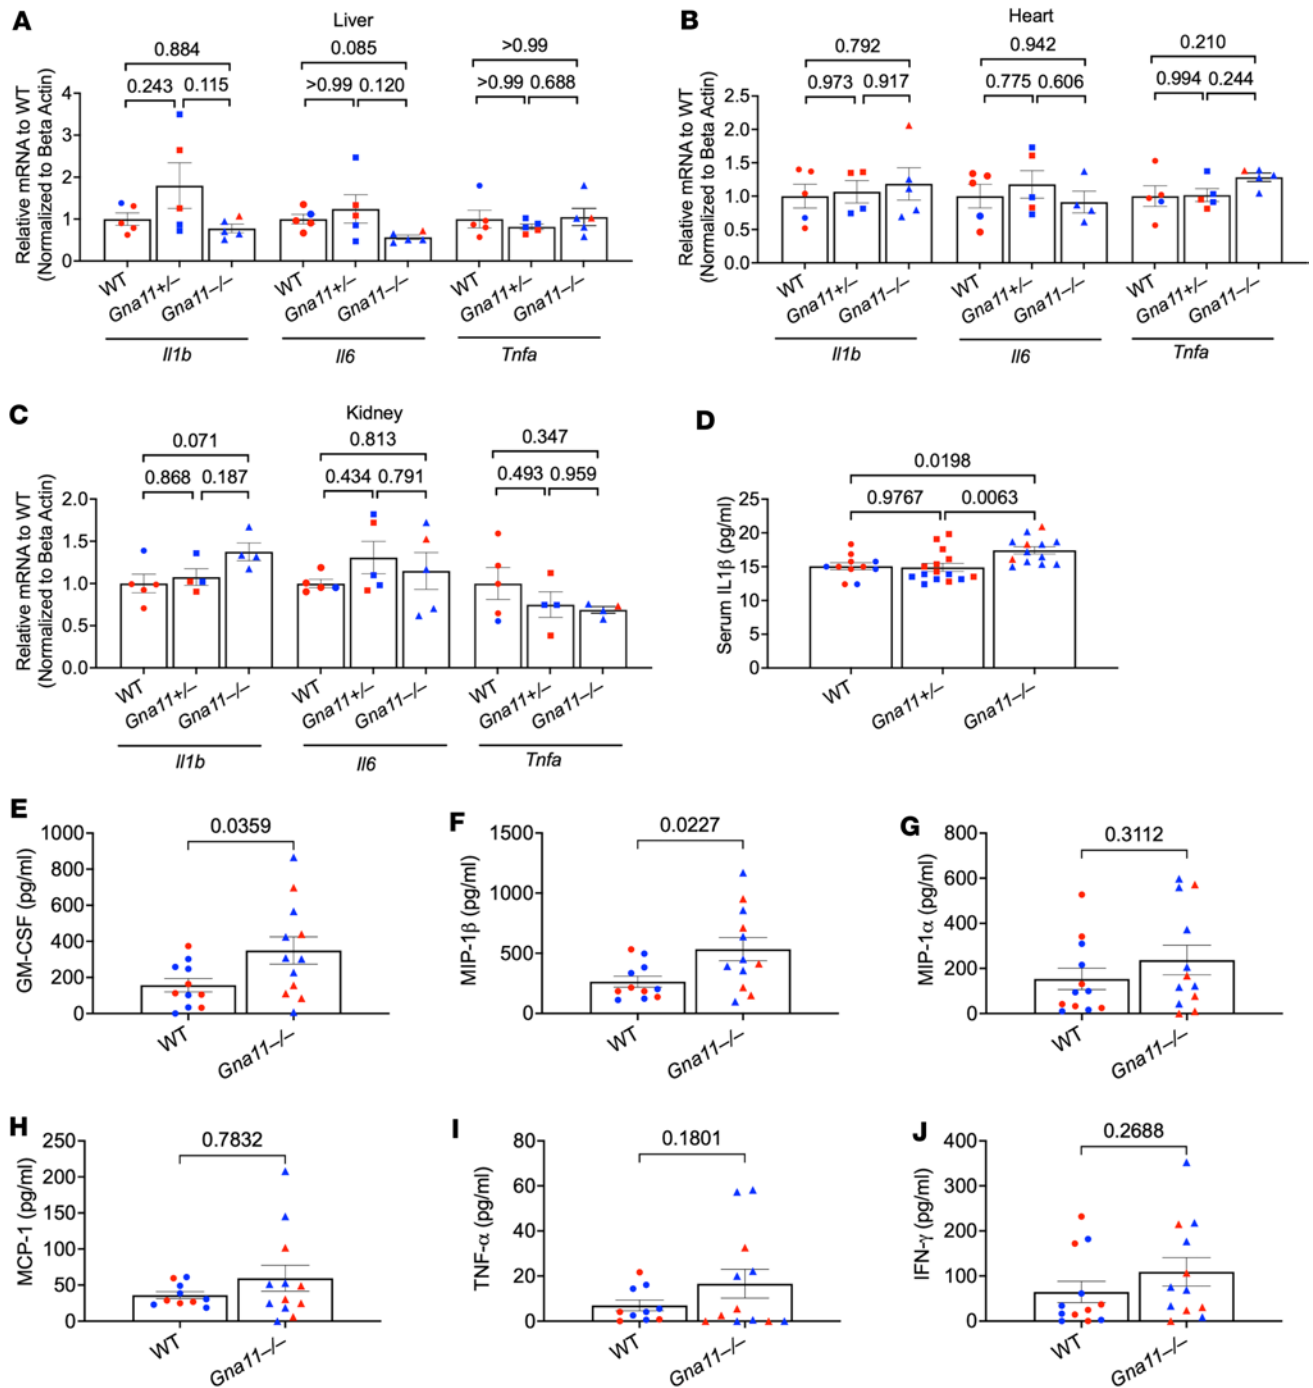 A
Liver
0.884
0.085
>0.99
0.243
0.115
>0.99
0.120
>0.99
0.688
Relative mRNA to WT
(Normalized to Beta Actin)
4
3
2
1
0
WT
Gna11+/–
Gna11–/–
WT
Gna11+/–
Gna11–/–
WT
Gna11+/–
Gna11–/–
Il1b
Il6
Tnfa
B
Heart
0.792
0.942
0.210
0.973
0.917
0.775
0.606
0.994
0.244
Relative mRNA to WT
(Normalized to Beta Actin)
2.5
2.0
1.5
1.0
0.5
0.0
WT
Gna11+/–
Gna11–/–
WT
Gna11+/–
Gna11–/–
WT
Gna11+/–
Gna11–/–
Il1b
Il6
Tnfa
C
Kidney
0.071
0.813
0.347
0.868
0.187
0.434
0.791
0.493
0.959
Relative mRNA to WT
(Normalized to Beta Actin)
2.0
1.5
1.0
0.5
0.0
WT
Gna11+/–
Gna11–/–
WT
Gna11+/–
Gna11–/–
WT
Gna11+/–
Gna11–/–
Il1b
Il6
Tnfa
D
0.0198
0.9767
0.0063
Serum IL1β (pg/ml)
25
20
15
10
5
0
WT
Gna11+/–
Gna11–/–
E
0.0359
GM-CSF (pg/ml)
1000
800
600
400
200
0
WT
Gna11–/–
F
0.0227
MIP-1β (pg/ml)
1500
1000
500
0
WT
Gna11–/–
G
0.3112
MIP-1α (pg/ml)
800
600
400
200
0
WT
Gna11–/–
H
0.7832
MCP-1 (pg/ml)
250
200
150
100
50
0
WT
Gna11–/–
I
0.1801
TNF-α (pg/ml)
80
60
40
20
0
WT
Gna11–/–
J
0.2688
IFN-γ (pg/ml)
400
300
200
100
0
WT
Gna11–/–